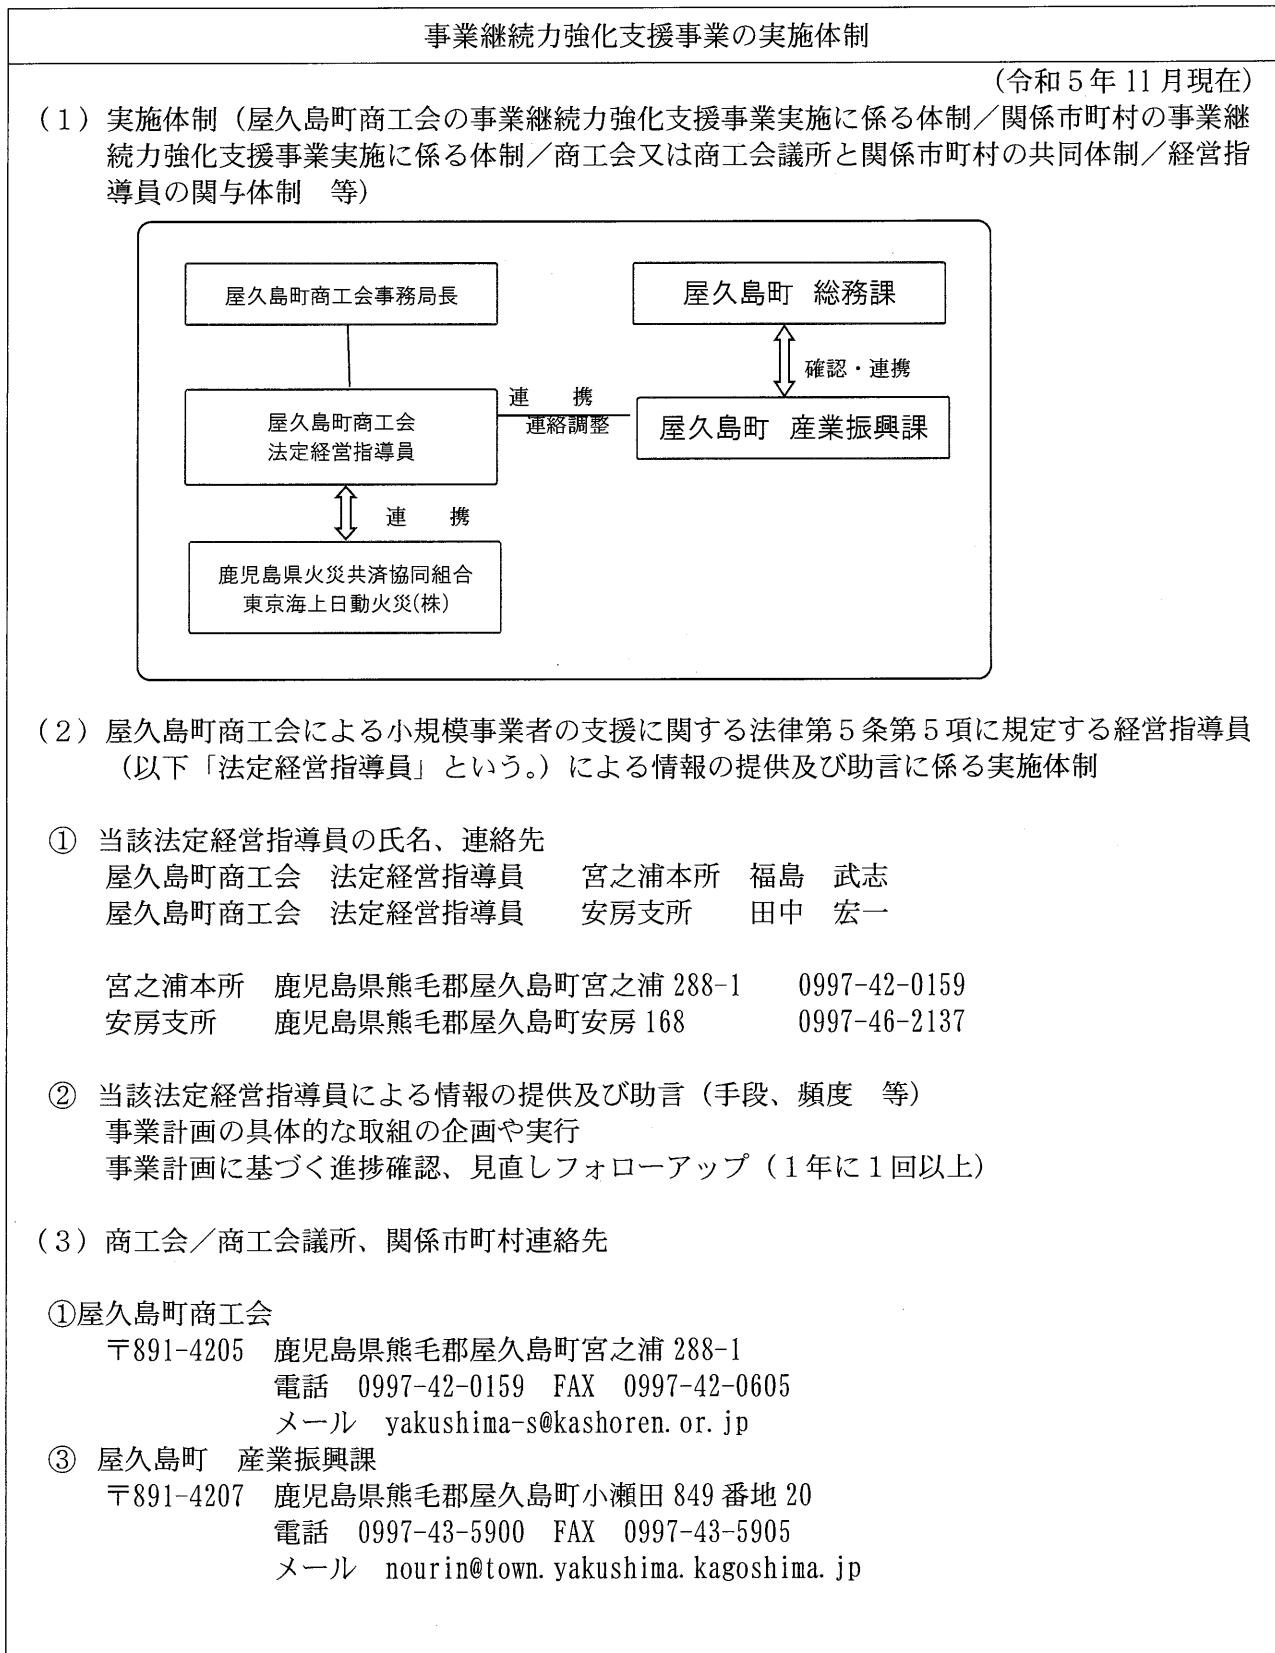 事業継続力強化支援事業の実施体制
(令和５年 11 月現在)
（１）実施体制（屋久島町商工会の事業継続力強化支援事業実施に係る体制／関係市町村の事業継
続力強化支援事業実施に係る体制／商工会又は商工会議所と関係市町村の共同体制／経営指
導員の関与体制　等）
屋久島町商工会事務局長
屋久島町　総務課
確認・連携
屋久島町商工会
法定経営指導員
連　携
連絡調整
屋久島町　産業振興課
連　携
鹿児島県火災共済協同組合
東京海上日動火災(株)
（２）屋久島町商工会による小規模事業者の支援に関する法律第５条第５項に規定する経営指導員
（以下「法定経営指導員」という。）による情報の提供及び助言に係る実施体制
① 当該法定経営指導員の氏名、連絡先
屋久島町商工会　法定経営指導員　　宮之浦本所　福島　武志
屋久島町商工会　法定経営指導員　　安房支所　　田中　宏一
宮之浦本所　鹿児島県熊毛郡屋久島町宮之浦 288-1　　0997-42-0159
安房支所　　鹿児島県熊毛郡屋久島町安房 168　　　　0997-46-2137
② 当該法定経営指導員による情報の提供及び助言（手段、頻度　等）
事業計画の具体的な取組の企画や実行
事業計画に基づく進捗確認、見直しフォローアップ（１年に１回以上）
（３）商工会／商工会議所、関係市町村連絡先
①屋久島町商工会
〒891-4205　鹿児島県熊毛郡屋久島町宮之浦 288-1
電話　0997-42-0159　FAX　0997-42-0605
メール　yakushima-s@kashoren.or.jp
③ 屋久島町　産業振興課
〒891-4207　鹿児島県熊毛郡屋久島町小瀬田 849 番地 20
電話　0997-43-5900　FAX　0997-43-5905
メール　nourin@town.yakushima.kagoshima.jp